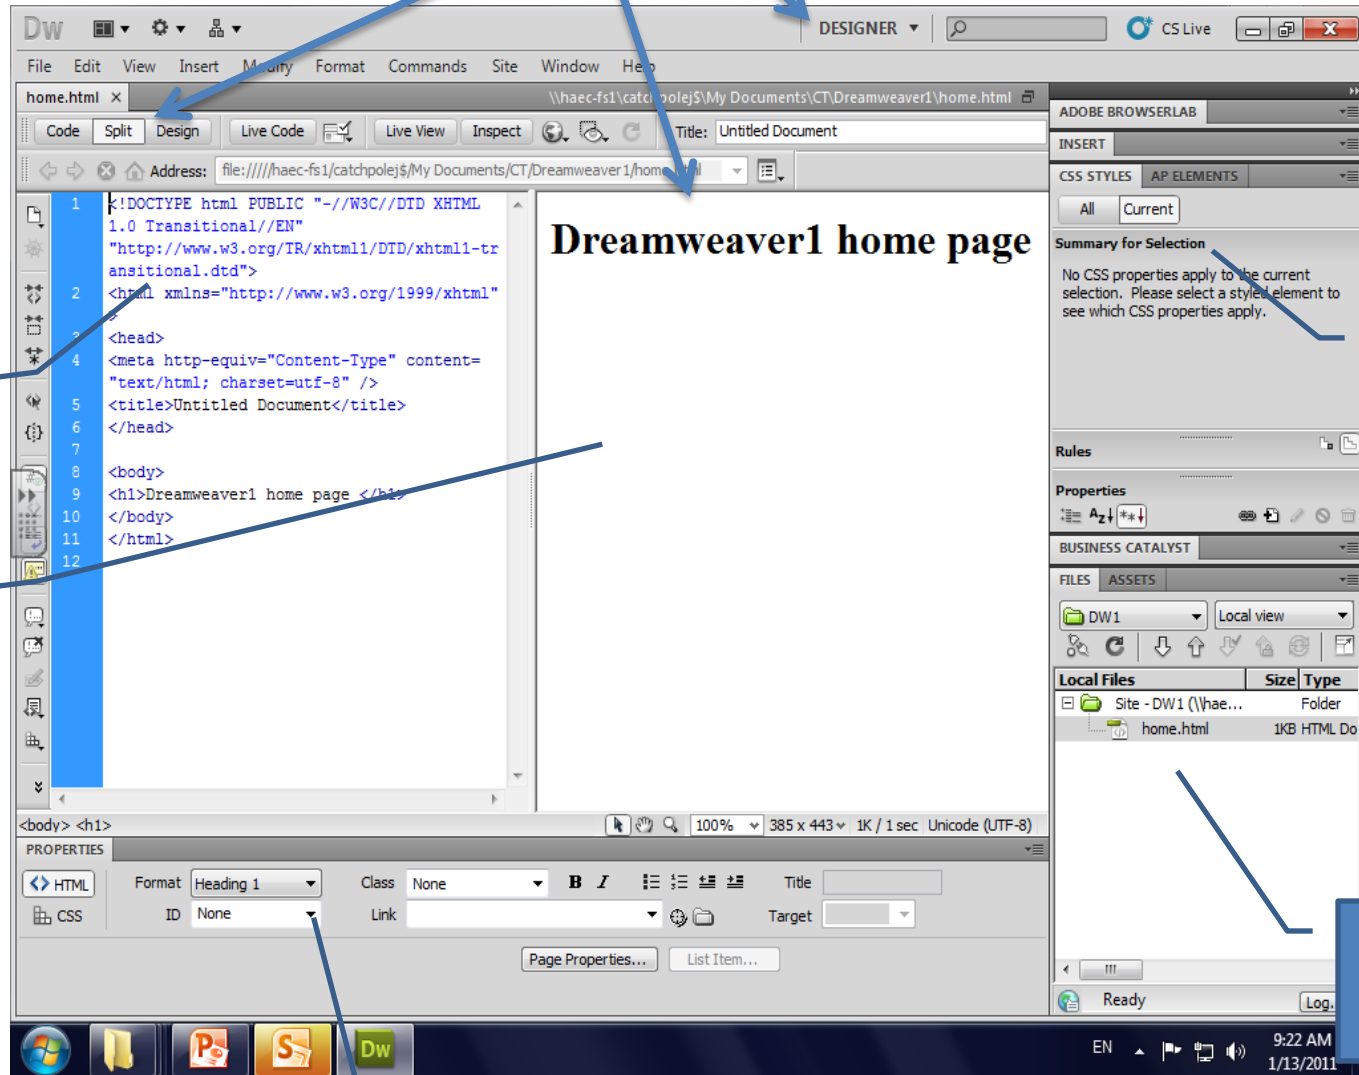 Dw DESIGNER CS Live
File Edit View Insert Modify Format Commands Site Window Help
home.html \\haec-fs1\catchpolej$\My Documents\CT\Dreamweaver1\home.html
Code Split Design Live Code Live View Inspect Title: Untitled Document
Address: file://///haec-fs1/catchpolej$/My Documents/CT/Dreamweaver1/home.html
1 <!DOCTYPE html PUBLIC "-//W3C//DTD XHTML
1.0 Transitional//EN"
"http://www.w3.org/TR/xhtml1/DTD/xhtml1-tr
ansitional.dtd">
2 <html xmlns="http://www.w3.org/1999/xhtml"
>
3 <head>
4 <meta http-equiv="Content-Type" content=
"text/html; charset=utf-8" />
5 <title>Untitled Document</title>
6 </head>
7
8 <body>
9 <h1>Dreamweaver1 home page </h1>
10 </body>
11 </html>
12
Dreamweaver1 home page
ADOBE BROWSERLAB
INSERT
CSS STYLES AP ELEMENTS
All Current
Summary for Selection
No CSS properties apply to the current
selection. Please select a styled element to
see which CSS properties apply.
Rules
Properties
BUSINESS CATALYST
FILES ASSETS
DW1 Local view
Local Files Size Type
Site - DW1 (\\hae... Folder
home.html 1KB HTML Do
Ready Log.
<body> <h1> 100% 385 x 443 1K / 1 sec Unicode (UTF-8)
PROPERTIES
HTML Format Heading 1 Class None B I Title
CSS ID None Link Target
Page Properties... List Item...
Dw EN 9:22 AM
1/13/2011